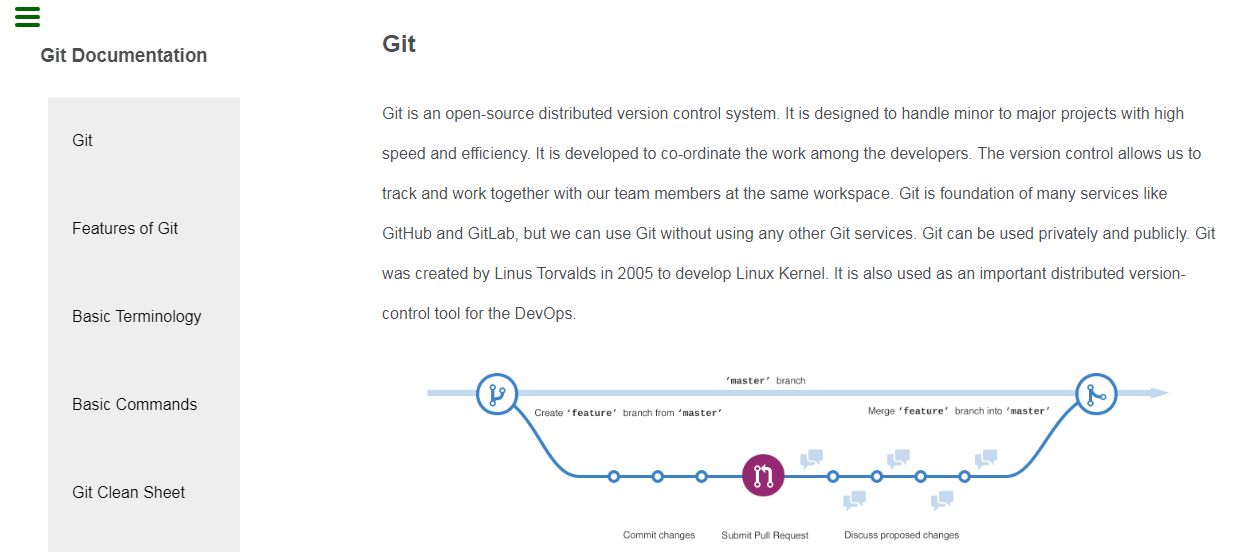 Git Documentation
Git
Features of Git
Basic Terminology
Basic Commands
Git Clean Sheet
Git
Git is an open-source distributed version control system. It is designed to handle minor to major projects with high
speed and efficiency. It is developed to co-ordinate the work among the developers. The version control allows us to
track and work together with our team members at the same workspace. Git is foundation of many services like
GitHub and GitLab, but we can use Git without using any other Git services. Git can be used privately and publicly. Git
was created by Linus Torvalds in 2005 to develop Linux Kernel. It is also used as an important distributed version-
control tool for the DevOps.
‘master’ branch
Create ‘feature’ branch from ‘master’
Merge ‘feature’ branch into ‘master’
Commit changes
Submit Pull Request
Discuss proposed changes